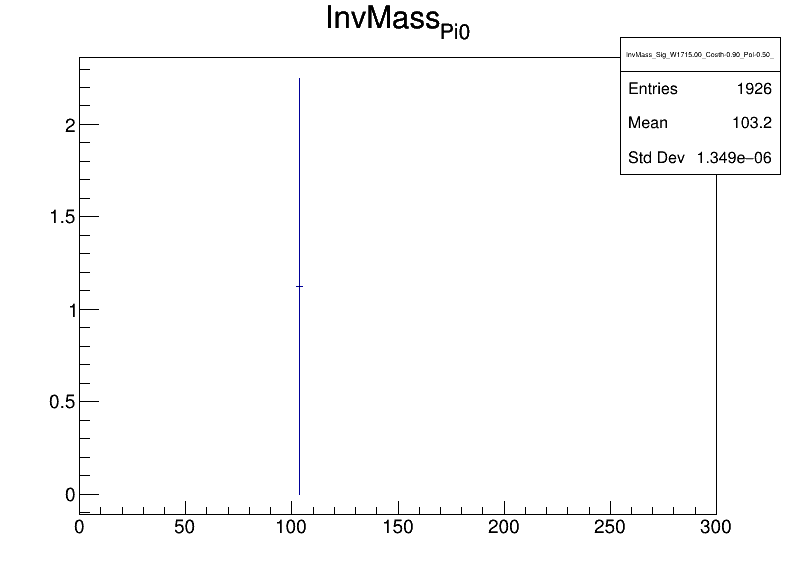 InvMassPi0
InvMass_Sig_W1715.00_Costh-0.90_Pol-0.50_
Entries 1926
Mean 103.2
Std Dev 1.349e−06
2
1.5
1
0.5
0
0 50 100 150 200 250 300